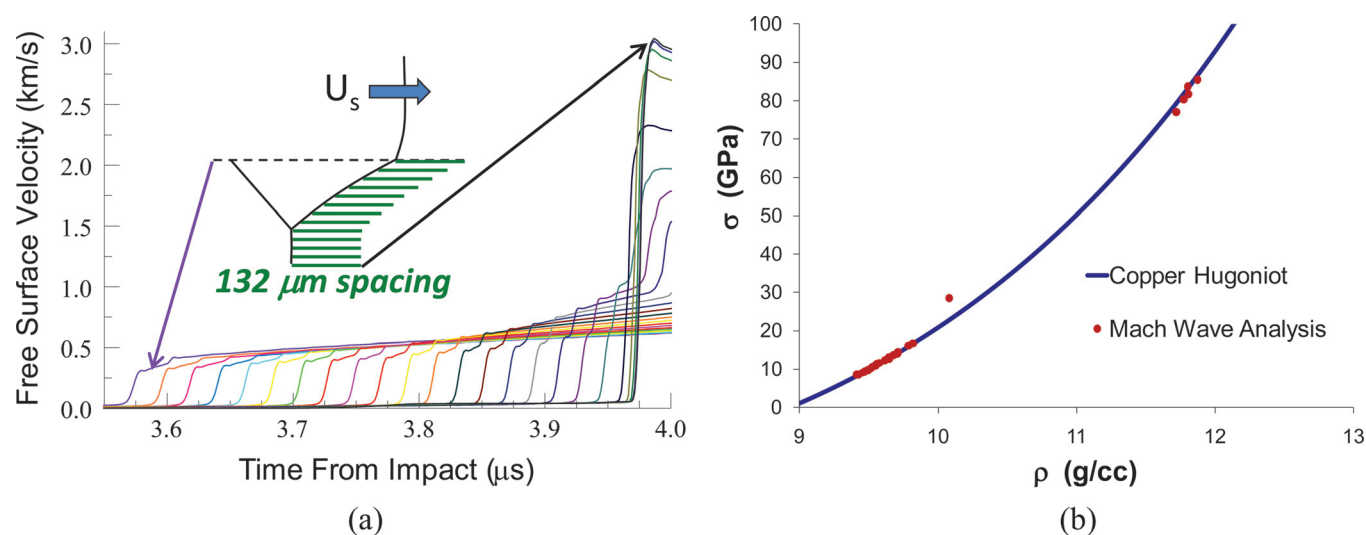 Free Surface Velocity (km/s)
3.0
2.5
2.0
1.5
1.0
0.5
0.0
U_s
132 μm spacing
3.6
3.7
3.8
3.9
4.0
Time From Impact (μs)
(a)
σ (GPa)
100
90
80
70
60
50
40
30
20
10
0
Copper Hugoniot
Mach Wave Analysis
9
10
11
12
13
ρ (g/cc)
(b)